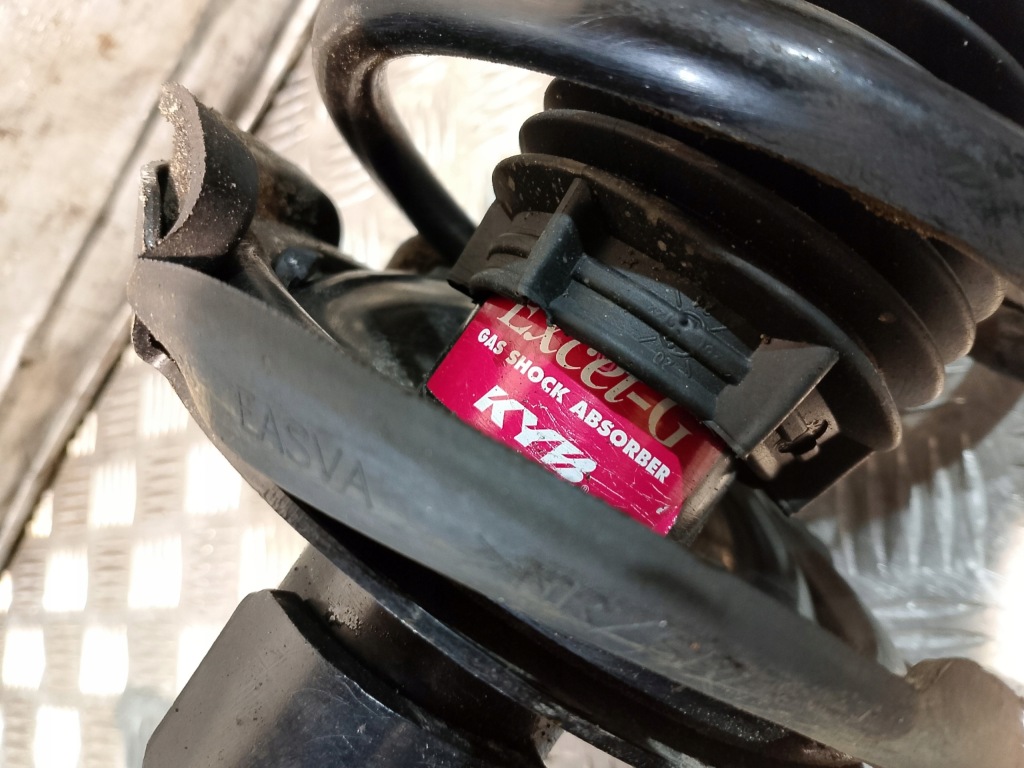 Excel-G
GAS SHOCK ABSORBER
KYB
EASVA